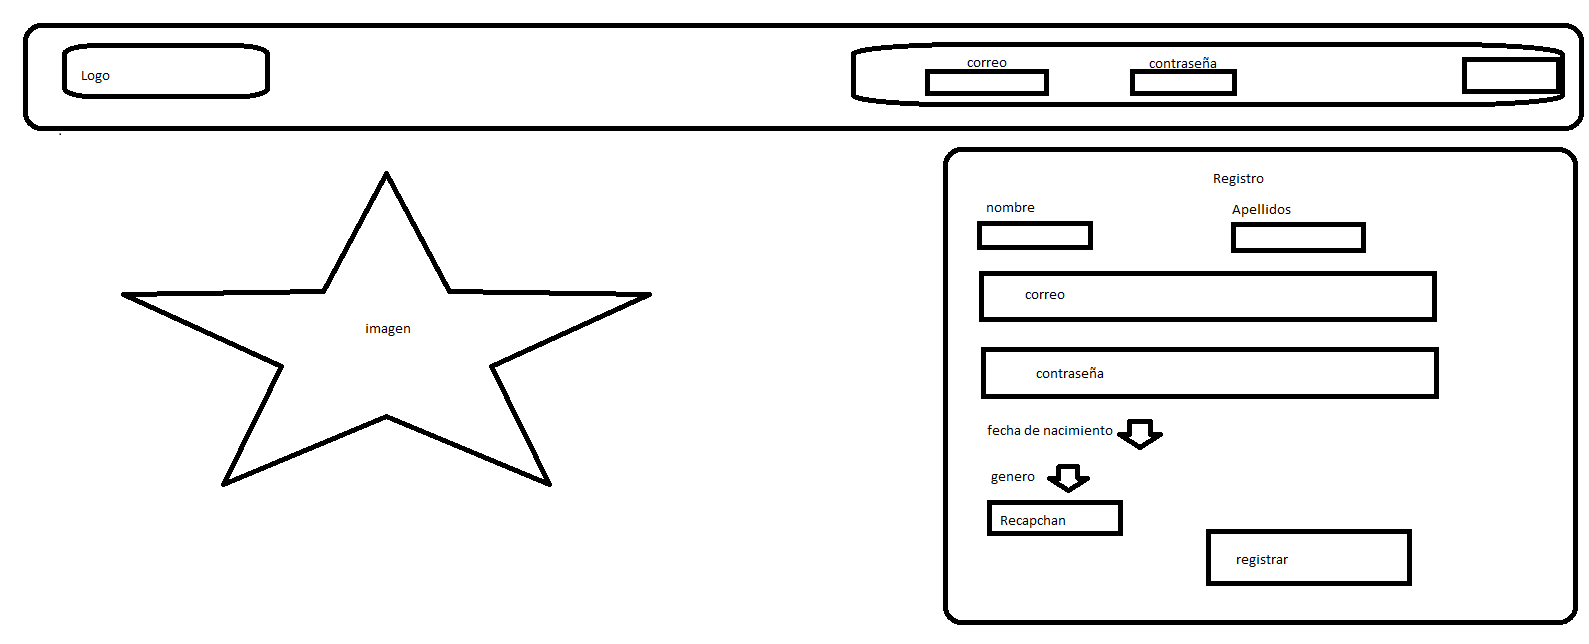 Logo
correo
contraseña
imagen
Registro
nombre
Apellidos
correo
contraseña
fecha de nacimiento
genero
Recapchan
registrar